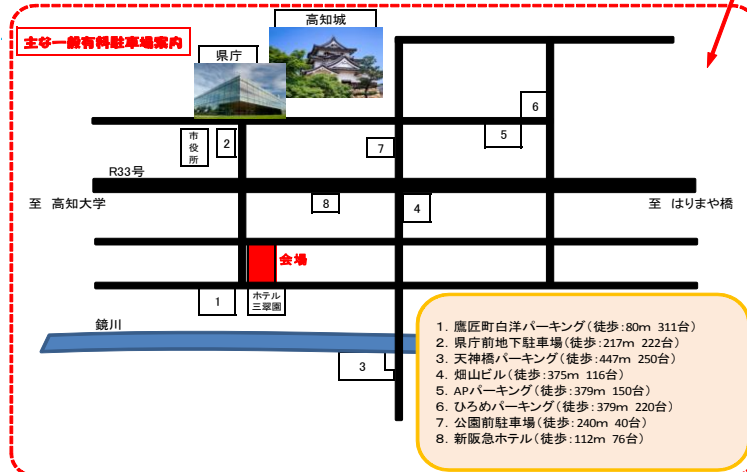 高知城
主な一般有料駐車場案内
県庁
6
市役所
2
7
5
R33号
至 高知大学
8
4
至 はりまや橋
会場
1
ホテル
三翠園
鏡川
3
1. 鷹匠町白洋パーキング(徒歩:80m 311台)
2. 県庁前地下駐車場(徒歩:217m 222台)
3. 天神橋パーキング(徒歩:447m 250台)
4. 畑山ビル(徒歩:375m 116台)
5. APパーキング(徒歩:379m 150台)
6. ひろめパーキング(徒歩:379m 220台)
7. 公園前駐車場(徒歩:240m 40台)
8. 新阪急ホテル(徒歩:112m 76台)